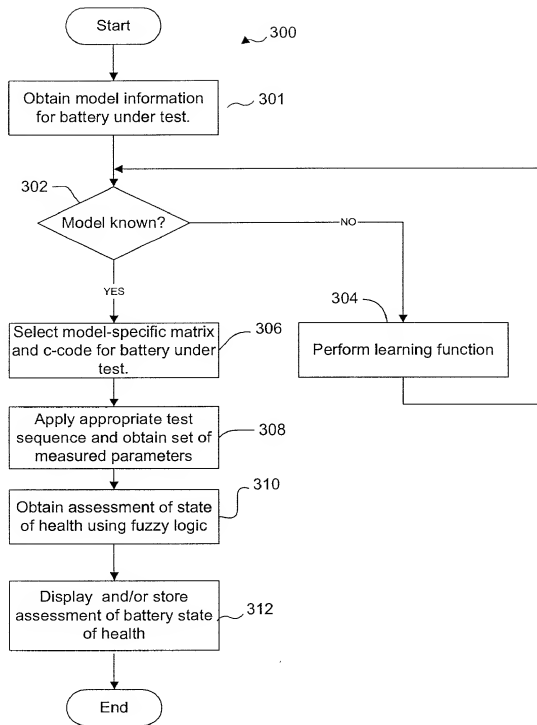 Start
300
Obtain model information
for battery under test.
301
302
Model known?
NO
YES
304
Select model-specific matrix
and c-code for battery under
test.
306
Perform learning function
Apply appropriate test
sequence and obtain set of
measured parameters
308
310
Obtain assessment of state
of health using fuzzy logic
Display and/or store
assessment of battery state
of health
312
End